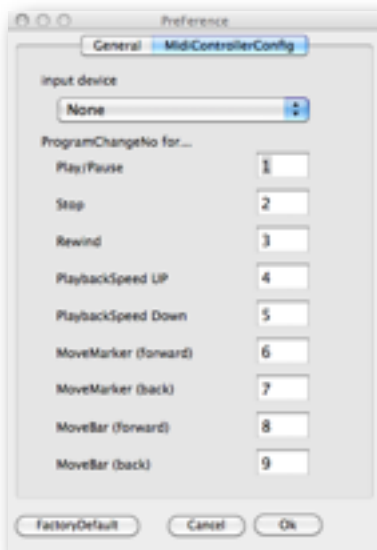 Preference
General MidiControllerConfig
input device
None
ProgramChangeNo for...
Play/Pause 1
Stop 2
Rewind 3
PlaybackSpeed UP 4
PlaybackSpeed Down 5
MoveMarker (forward) 6
MoveMarker (back) 7
MoveBar (forward) 8
MoveBar (back) 9
FactoryDefault Cancel Ok